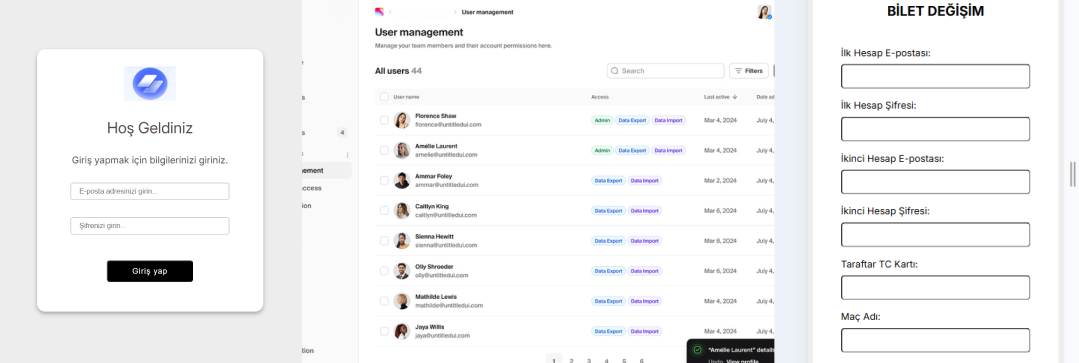 Hoş Geldiniz
Giriş yapmak için bilgilerinizi giriniz.
E-posta adresinizi girin...
Şifrenizi girin...
Giriş yap
User management
User management
Manage your team members and their account permissions here.
All users 44
Search
Filters
User name Access Last active Date ad
Florence Shaw
florence@untitledui.com
Admin Data Export Data Import Mar 4, 2024 July 4,
Amélie Laurent
amelie@untitledui.com
Admin Data Export Data Import Mar 4, 2024 July 4,
Ammar Foley
ammar@untitledui.com
Data Export Data Import Mar 2, 2024 July 4,
Caitlyn King
caitlyn@untitledui.com
Data Export Data Import Mar 6, 2024 July 4,
Sienna Hewitt
sienna@untitledui.com
Data Export Data Import Mar 8, 2024 July 4,
Olly Shroeder
olly@untitledui.com
Data Export Data Import Mar 6, 2024 July 4,
Mathilde Lewis
mathilde@untitledui.com
Data Export Data Import Mar 4, 2024 July 4,
Jaya Willis
jaya@untitledui.com
Data Export Data Import Mar 4, 2024 July 4,
1 2 3 4 5 6
"Amélie Laurent" details
Undo View profile
4
gement
ccess
ion
tion
BİLET DEĞİŞİM
İlk Hesap E-postası:
İlk Hesap Şifresi:
İkinci Hesap E-postası:
İkinci Hesap Şifresi:
Taraftar TC Kartı:
Maç Adı: